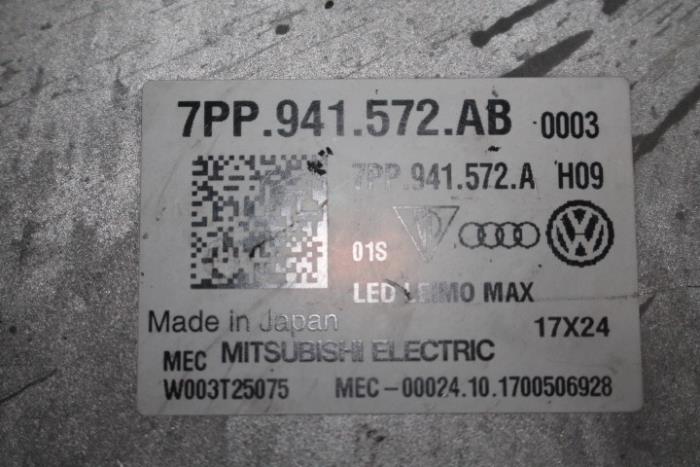 7PP.941.572.AB 0003
7PP.941.572.A H09
01S
LED LEIMO MAX
Made in Japan 17X24
MEC MITSUBISHI ELECTRIC
W003T25075 MEC-00024.10.1700506928